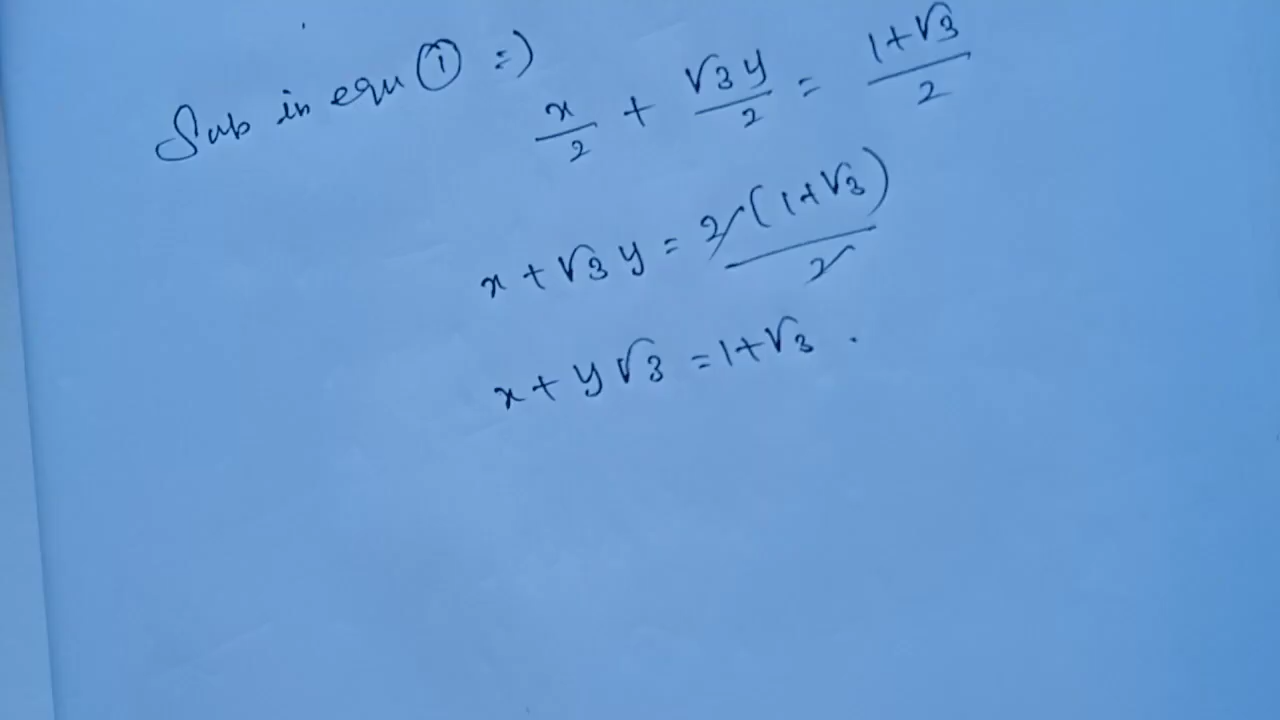 Sub in equ ① => x/2 + √3 y/2 = 1+√3/2
x + √3 y = 2(1+√3)/2
x + y √3 = 1+√3 .